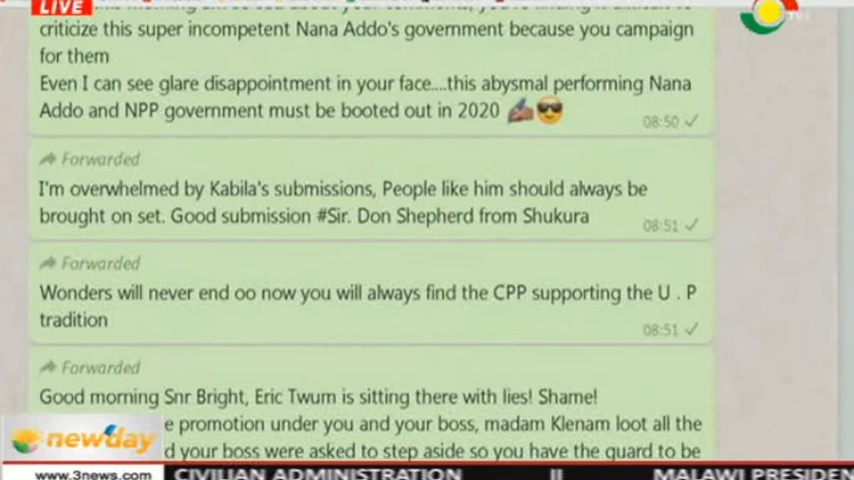 LIVE
criticize this super incompetent Nana Addo's government because you campaign
for them
Even I can see glare disappointment in your face....this abysmal performing Nana
Addo and NPP government must be booted out in 2020
08:50
Forwarded
I'm overwhelmed by Kabila's submissions, People like him should always be
brought on set. Good submission #Sir. Don Shepherd from Shukura
08:51
Forwarded
Wonders will never end oo now you will always find the CPP supporting the U . P
tradition
08:51
Forwarded
Good morning Snr Bright, Eric Twum is sitting there with lies! Shame!
e promotion under you and your boss, madam Klenam loot all the
d your boss were asked to step aside so you have the guard to be
newday
www.3news.com
CIVILIAN ADMINISTRATION || MALAWI PRESIDEN